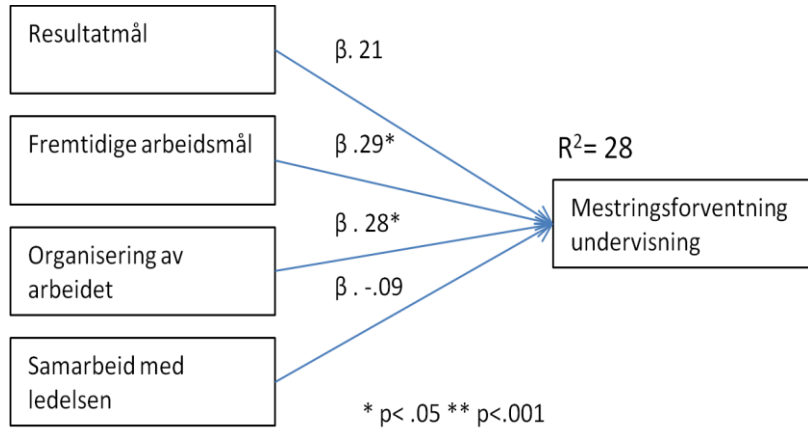 Resultatmål
β. 21
Fremtidige arbeidsmål
β .29*
R²= 28
Mestringsforventning
undervisning
Organisering av
arbeidet
β . 28*
β . -.09
Samarbeid med
ledelsen
* p< .05 ** p<.001